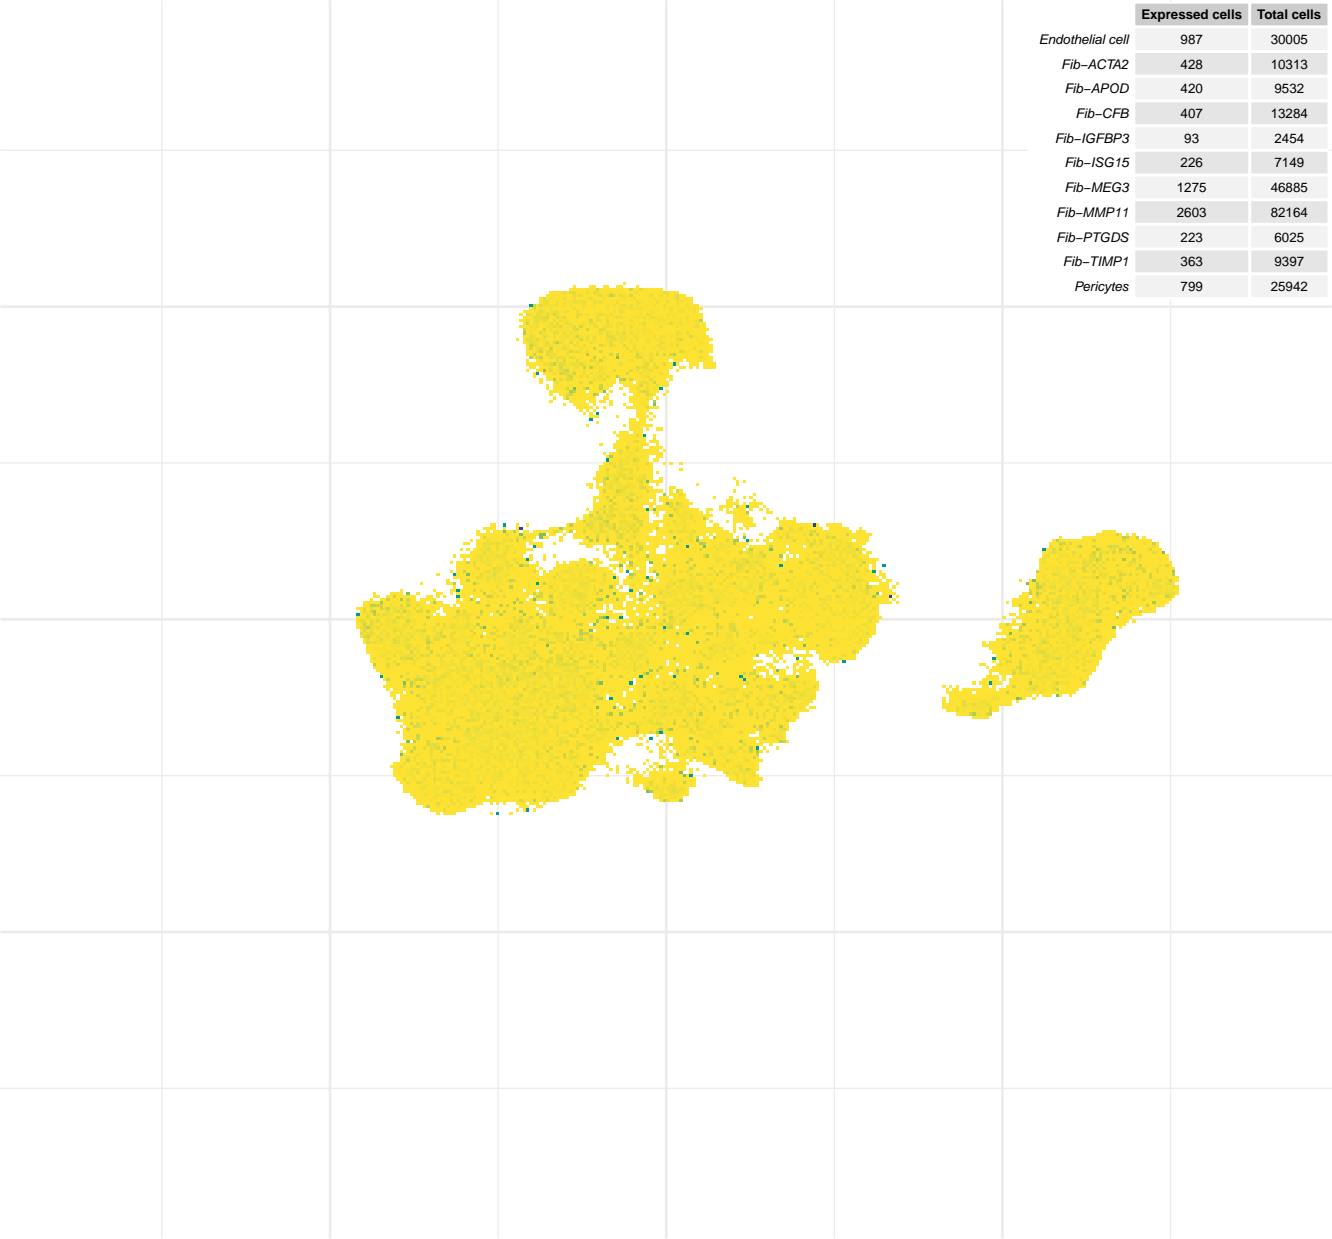 Expressed cells Total cells
Endothelial cell 987 30005
Fib−ACTA2 428 10313
Fib−APOD 420 9532
Fib−CFB 407 13284
Fib−IGFBP3 93 2454
Fib−ISG15 226 7149
Fib−MEG3 1275 46885
Fib−MMP11 2603 82164
Fib−PTGDS 223 6025
Fib−TIMP1 363 9397
Pericytes 799 25942